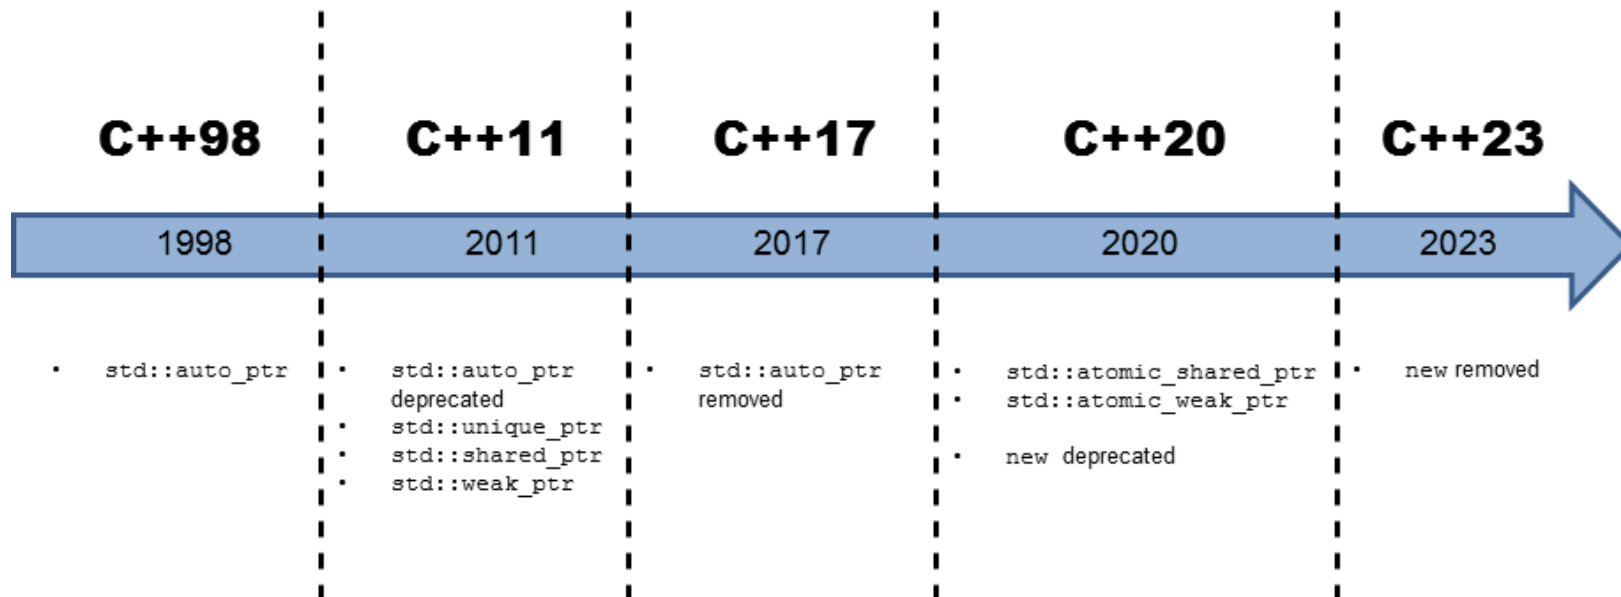 C++98
C++11
C++17
C++20
C++23
1998
2011
2017
2020
2023
• std::auto_ptr
• std::auto_ptr
deprecated
• std::unique_ptr
• std::shared_ptr
• std::weak_ptr
• std::auto_ptr
removed
• std::atomic_shared_ptr
• std::atomic_weak_ptr
• new deprecated
• new removed